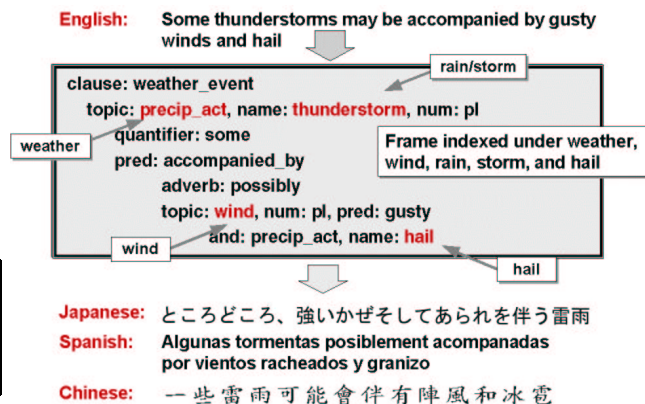 English: Some thunderstorms may be accompanied by gusty
winds and hail
rain/storm
clause: weather_event
topic: precip_act, name: thunderstorm, num: pl
weather
quantifier: some
Frame indexed under weather,
wind, rain, storm, and hail
pred: accompanied_by
adverb: possibly
topic: wind, num: pl, pred: gusty
wind
and: precip_act, name: hail
hail
Japanese: ところどころ、強いかぜそしてあられを伴う雷雨
Spanish: Algunas tormentas posiblement acompanadas
por vientos racheados y granizo
Chinese: 一些雷雨可能會伴有陣風和冰雹